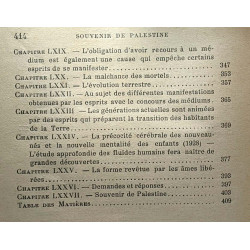 414 SOUVENIR DE PALESTINE
CHAPITRE LXIX. — L'obligation d'avoir recours à un mé-
dium est également une cause qui empêche certains
esprits de se manifester 347
CHAPITRE LXX. — La malchance des mortels 353
CHAPITRE LXXI. — L'évolution terrestre 357
CHAPITRE LXXII. — Au sujet des différentes manifestations
obtenues par les esprits avec le concours des médiums 365
CHAPITRE LXXIII — Les générations actuelles sont animées
par des esprits qui préparent la transition des habitants
de la Terre 369
CHAPITRE LXXIV. — La précocité cérébrale des nouveau-
nés et la nouvelle mentalité des enfants (1928) —
L'étude approfondie des fluides humains fera naître de
grandes découvertes 377
CHAPITRE LXXV. — La forme revêtue par les âmes libé-
rées 393
CHAPITRE LXXVI. — Demandes et réponses 397
CHAPITRE LXXVII. — Souvenir de Palestine 403
TABLE DES MATIÈRES 409